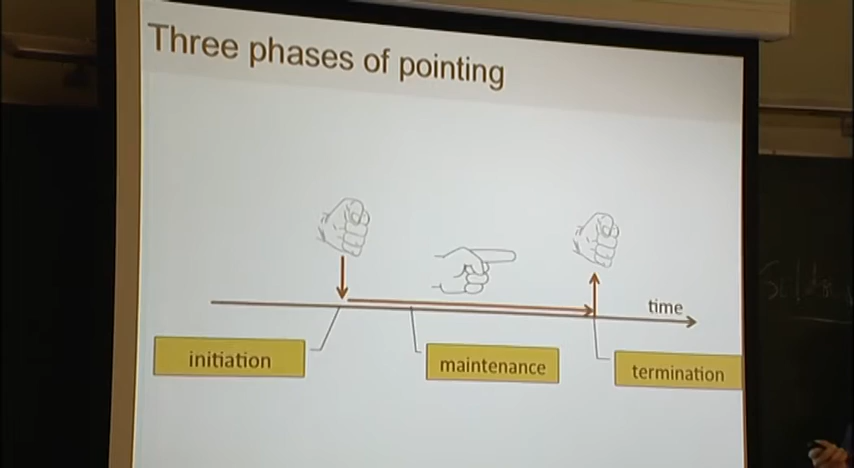 Three phases of pointing
time
initiation
maintenance
termination